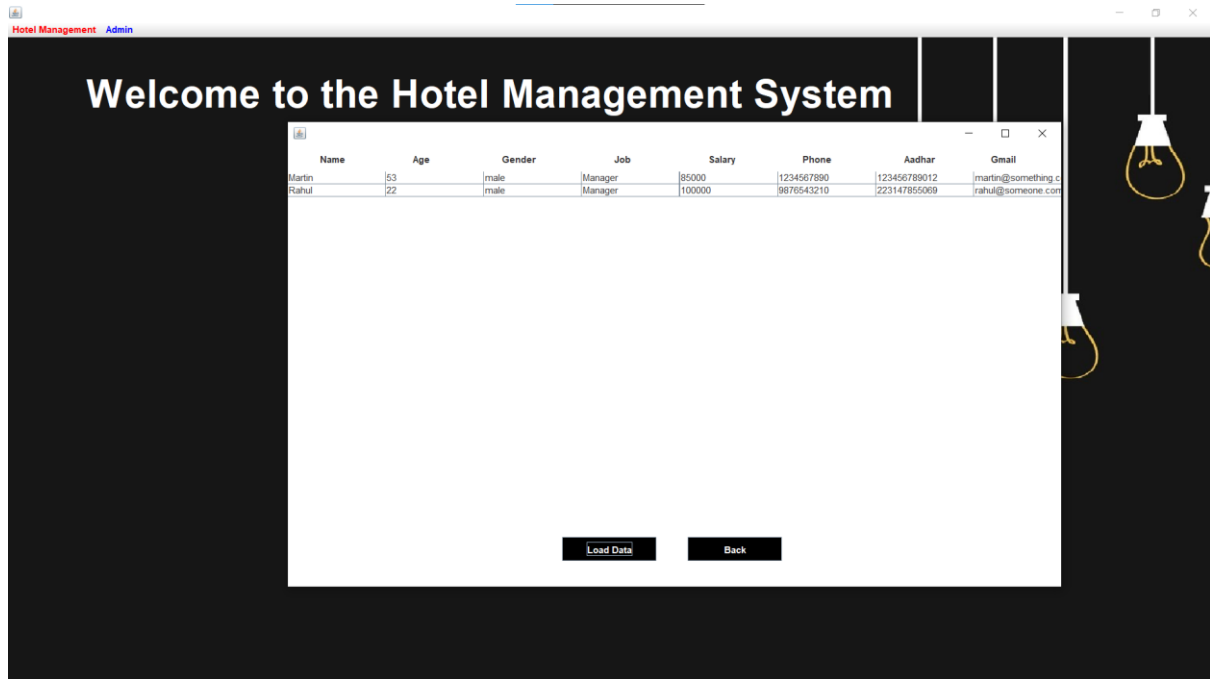 Hotel Management Admin
Welcome to the Hotel Management System
Name Age Gender Job Salary Phone Aadhar Gmail
Martin 53 male Manager 85000 1234567890 123456789012 martin@something.c
Rahul 22 male Manager 100000 9876543210 223147855069 rahul@someone.com
Load Data Back